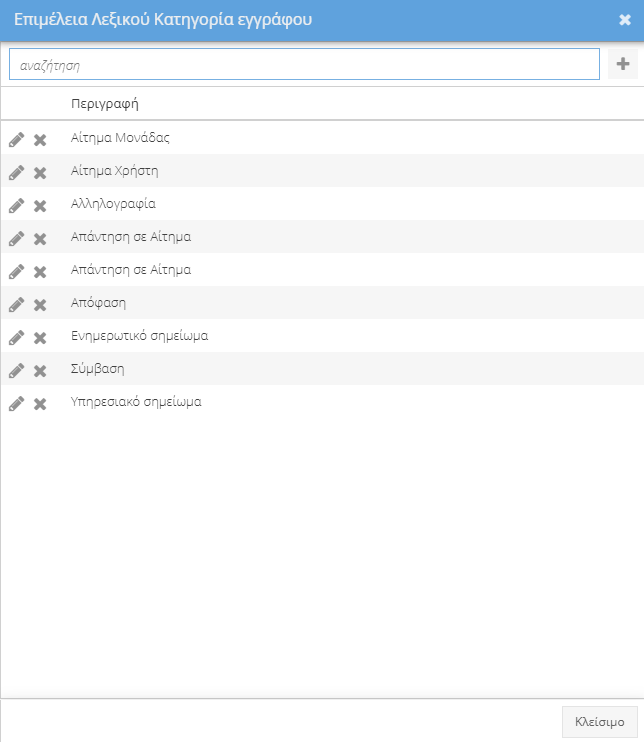 Επιμέλεια Λεξικού Κατηγορία εγγράφου
αναζήτηση
Περιγραφή
Αίτημα Μονάδας
Αίτημα Χρήστη
Αλληλογραφία
Απάντηση σε Αίτημα
Απάντηση σε Αίτημα
Απόφαση
Ενημερωτικό σημείωμα
Σύμβαση
Υπηρεσιακό σημείωμα
Κλείσιμο